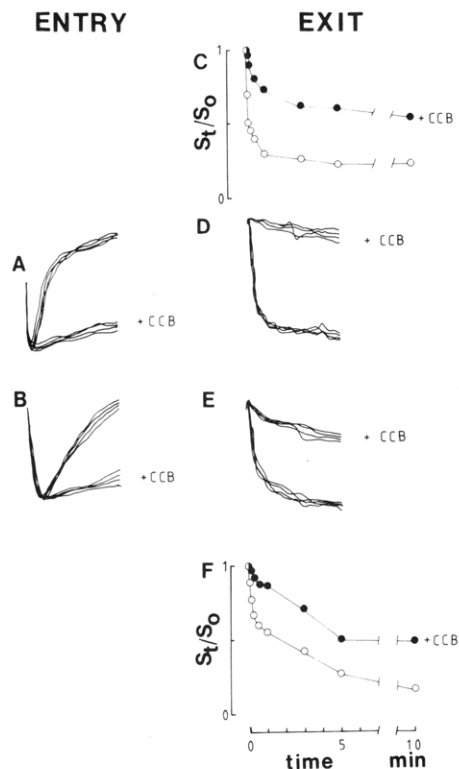 ENTRY EXIT
C
1
St/So
+ CCB
0
D
A
+ CCB
+ CCB
B
E
+ CCB
+ CCB
F
1
St/So
+ CCB
0
0 5 10
time min